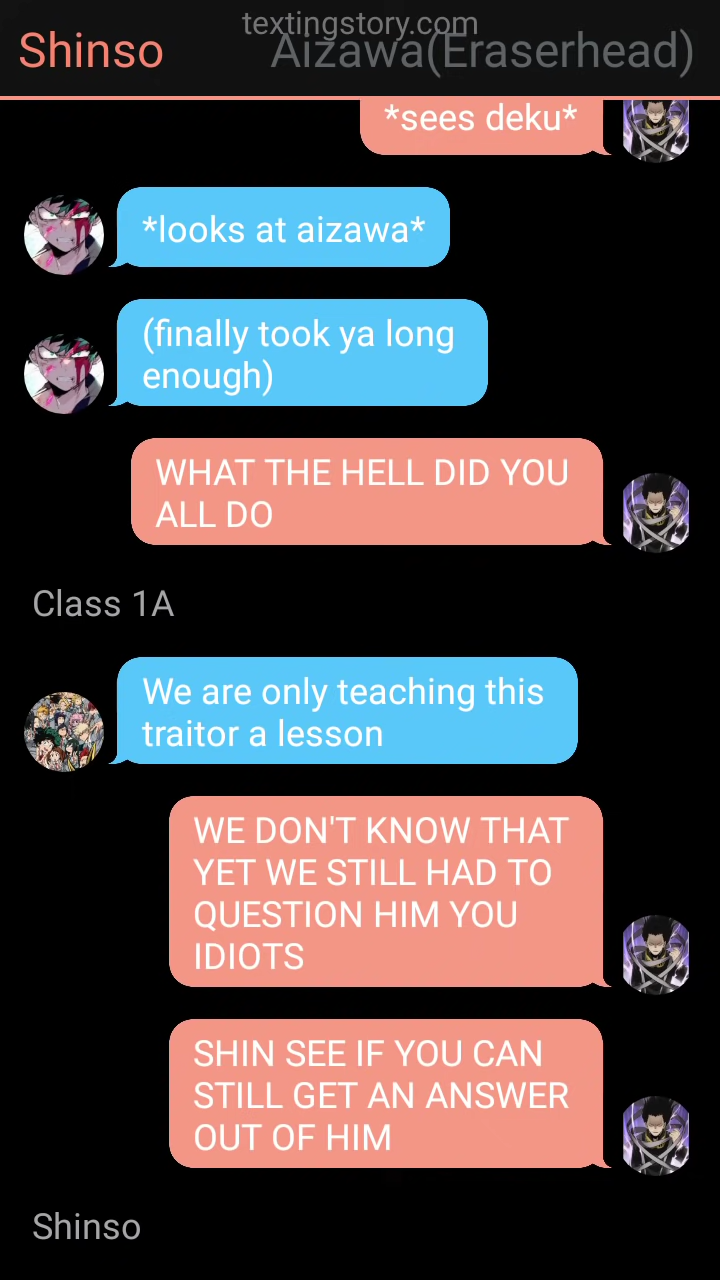 textingstory.com
Shinso
Aizawa(Eraserhead)
*sees deku*
*looks at aizawa*
(finally took ya long
enough)
WHAT THE HELL DID YOU
ALL DO
Class 1A
We are only teaching this
traitor a lesson
WE DON'T KNOW THAT
YET WE STILL HAD TO
QUESTION HIM YOU
IDIOTS
SHIN SEE IF YOU CAN
STILL GET AN ANSWER
OUT OF HIM
Shinso